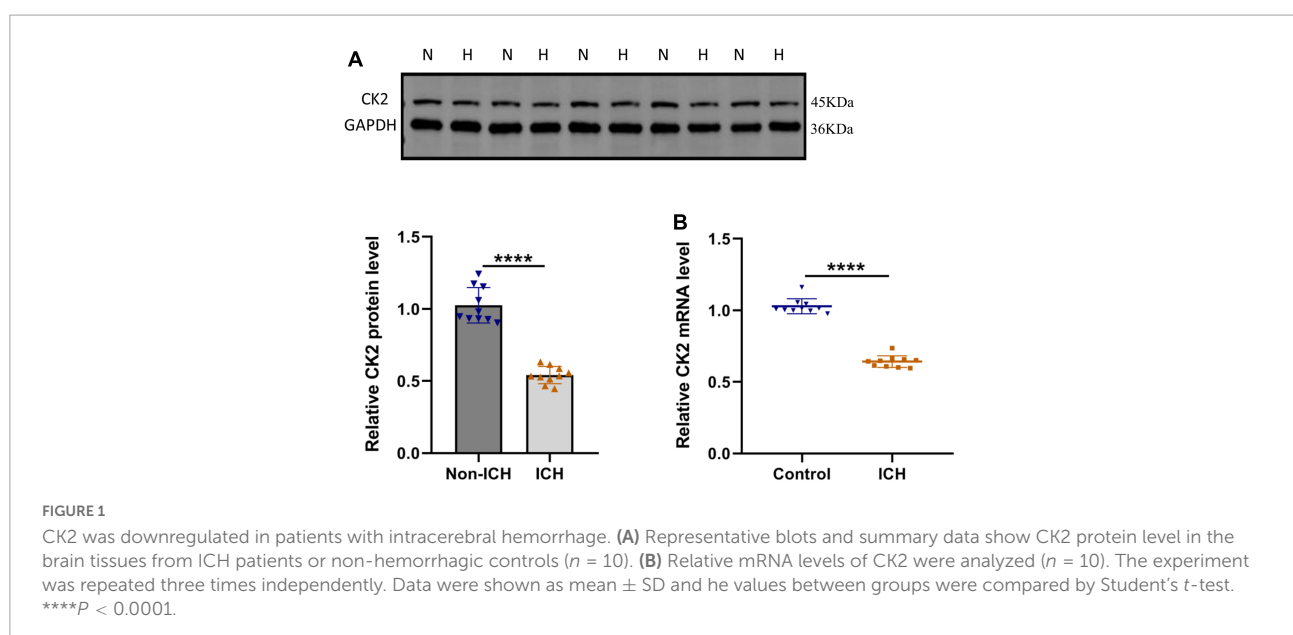 A
N H N H N H N H N H
CK2
45KDa
GAPDH
36KDa
Relative CK2 protein level
1.5
1.0
0.5
0.0
****
Non-ICH ICH
B
Relative CK2 mRNA level
1.5
1.0
0.5
0.0
****
Control ICH
FIGURE 1
CK2 was downregulated in patients with intracerebral hemorrhage. (A) Representative blots and summary data show CK2 protein level in the
brain tissues from ICH patients or non-hemorrhagic controls (n = 10). (B) Relative mRNA levels of CK2 were analyzed (n = 10). The experiment
was repeated three times independently. Data were shown as mean ± SD and he values between groups were compared by Student’s t-test.
****P < 0.0001.